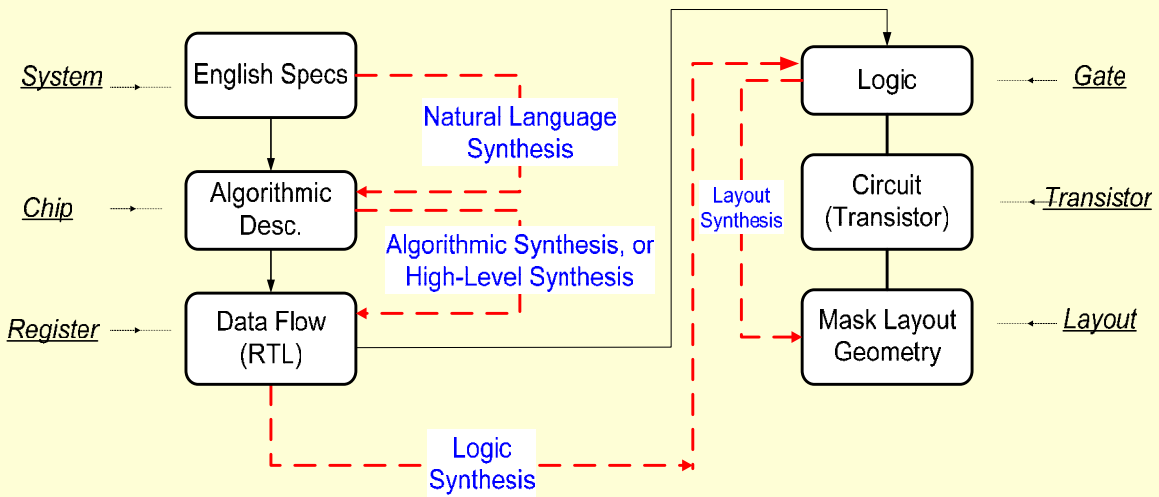 System
English Specs
Natural Language
Synthesis
Chip
Algorithmic
Desc.
Algorithmic Synthesis, or
High-Level Synthesis
Register
Data Flow
(RTL)
Logic
Synthesis
Logic
Gate
Layout
Synthesis
Circuit
(Transistor)
Transistor
Mask Layout
Geometry
Layout